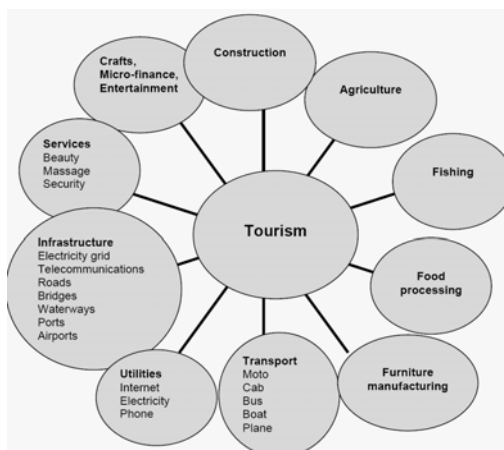 Construction
Crafts,
Micro-finance,
Entertainment
Agriculture
Services
Beauty
Massage
Security
Fishing
Tourism
Infrastructure
Electricity grid
Telecommunications
Roads
Bridges
Waterways
Ports
Airports
Food
processing
Utilities
Internet
Electricity
Phone
Transport
Moto
Cab
Bus
Boat
Plane
Furniture
manufacturing